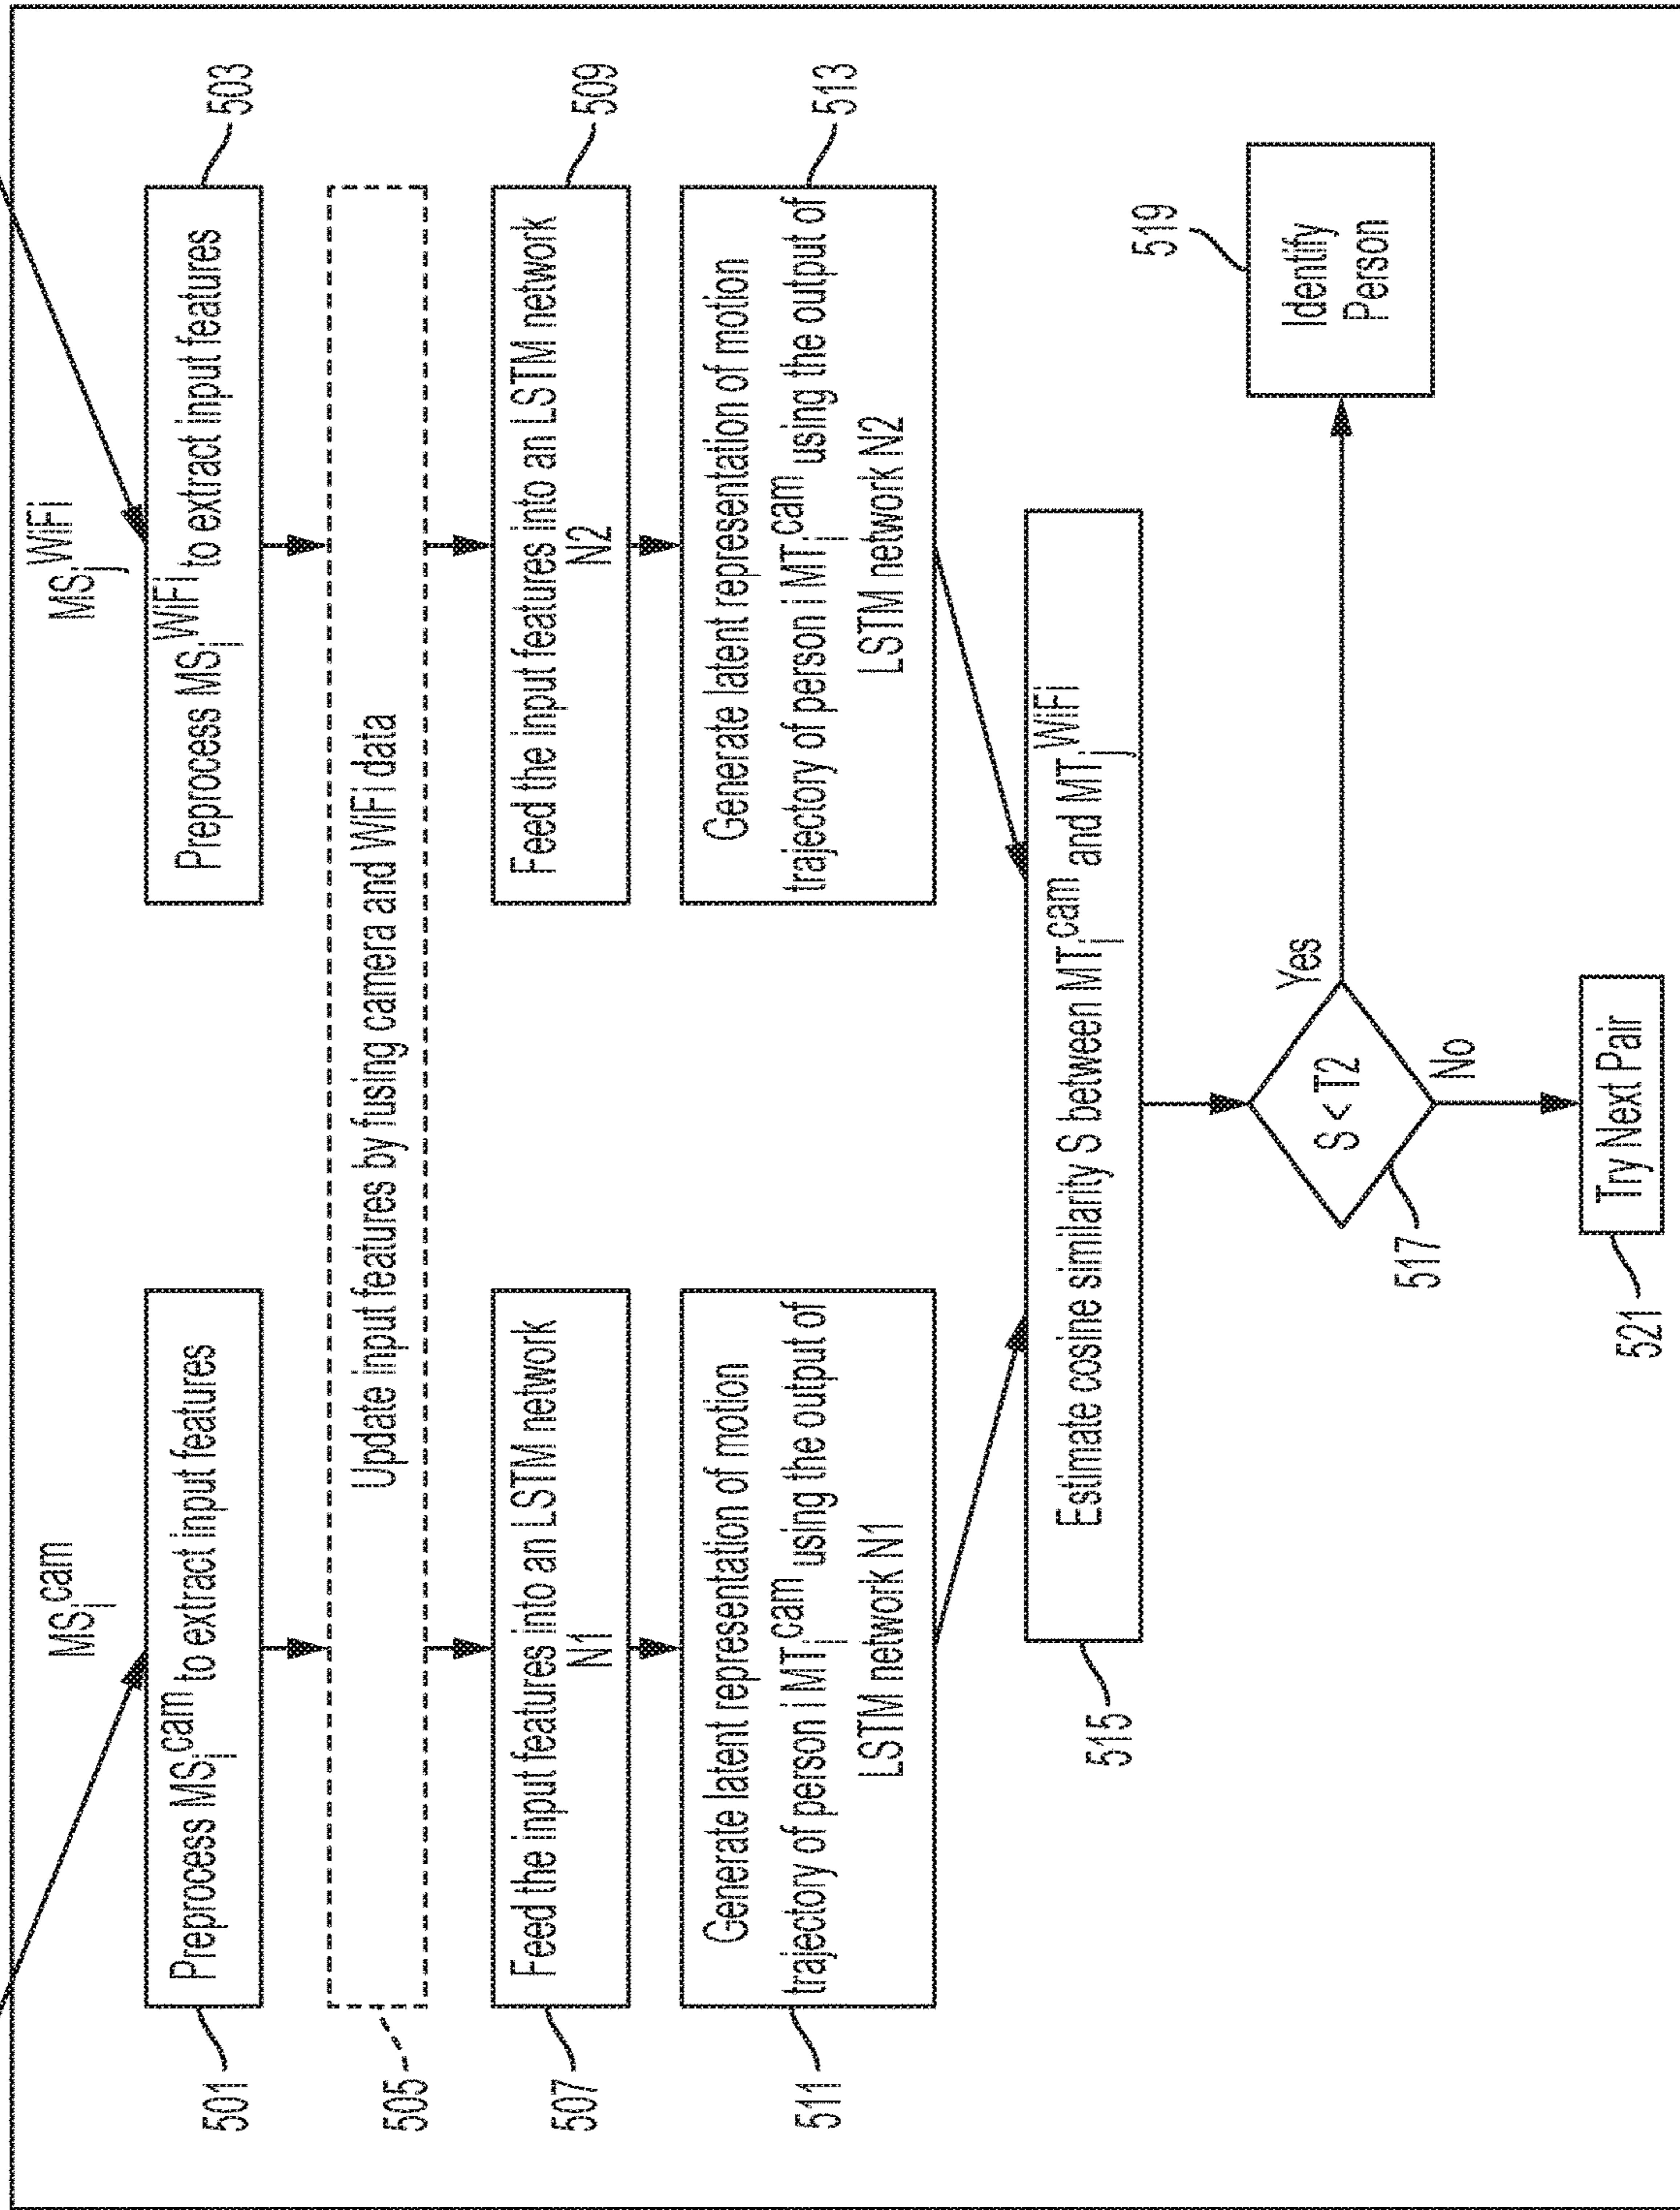 MS_i^cam
MS_j^WiFi
501
Preprocess MS_i^cam to extract input features
Preprocess MS_j^WiFi to extract input features
503
505
Update input features by fusing camera and WiFi data
507
Feed the input features into an LSTM network
N1
Feed the input features into an LSTM network
N2
509
511
Generate latent representation of motion
trajectory of person i MT_i^cam using the output of
LSTM network N1
Generate latent representation of motion
trajectory of person i MT_i^cam using the output of
LSTM network N2
513
515
Estimate cosine similarity S between MT_i^cam and MT_j^WiFi
517
S < T2
Yes
519
Identify
Person
No
521
Try Next Pair